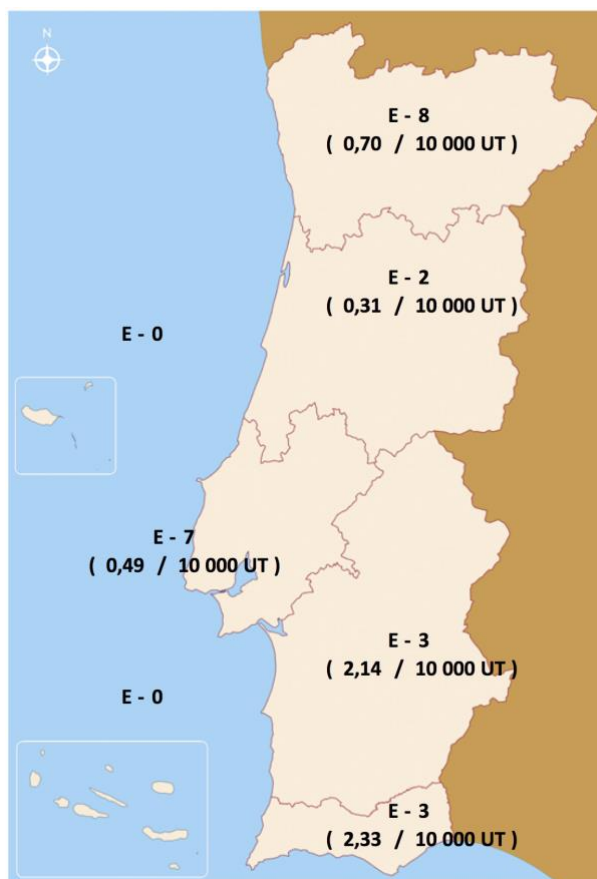 N
E - 8
( 0,70 / 10 000 UT )
E - 2
( 0,31 / 10 000 UT )
E - 0
E - 7
( 0,49 / 10 000 UT )
E - 3
( 2,14 / 10 000 UT )
E - 0
E - 3
( 2,33 / 10 000 UT )